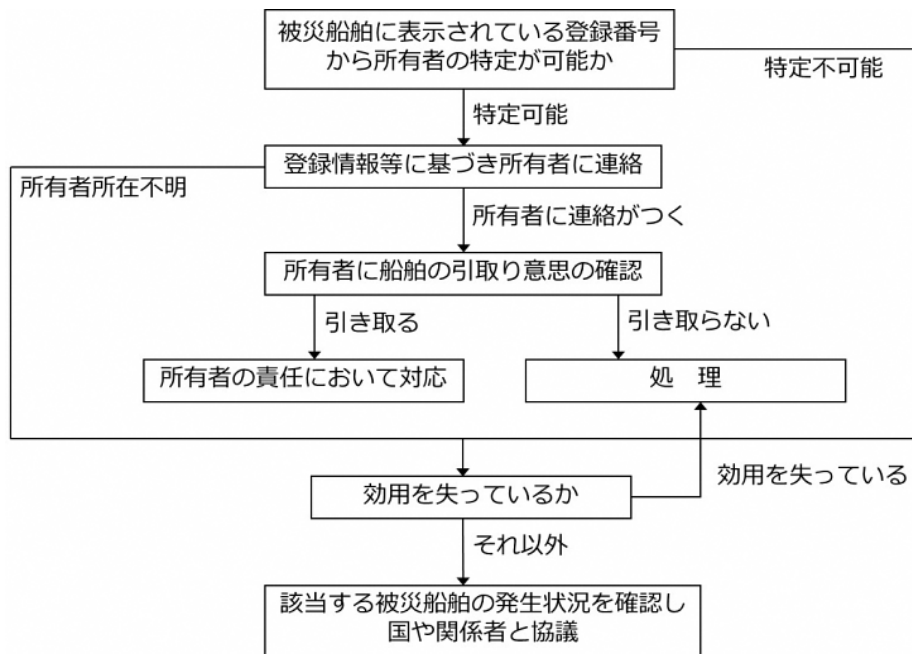 被災船舶に表示されている登録番号
から所有者の特定が可能か
特定不可能
特定可能
登録情報等に基づき所有者に連絡
所有者所在不明
所有者に連絡がつく
所有者に船舶の引取り意思の確認
引き取る
引き取らない
所有者の責任において対応
処　理
効用を失っているか
効用を失っている
それ以外
該当する被災船舶の発生状況を確認し
国や関係者と協議